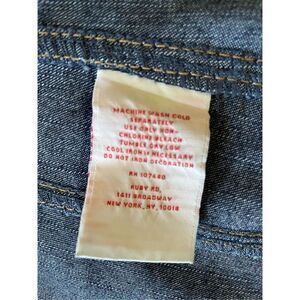 MACHINE WASH COLD
SEPARATELY
USE ONLY NON-
CHLORINE BLEACH
TUMBLE DRY LOW
COOL IRON IF NECESSARY
DO NOT IRON DECORATION
RN 107480
RUBY RD.
1411 BROADWAY
NEW YORK, NY, 10018